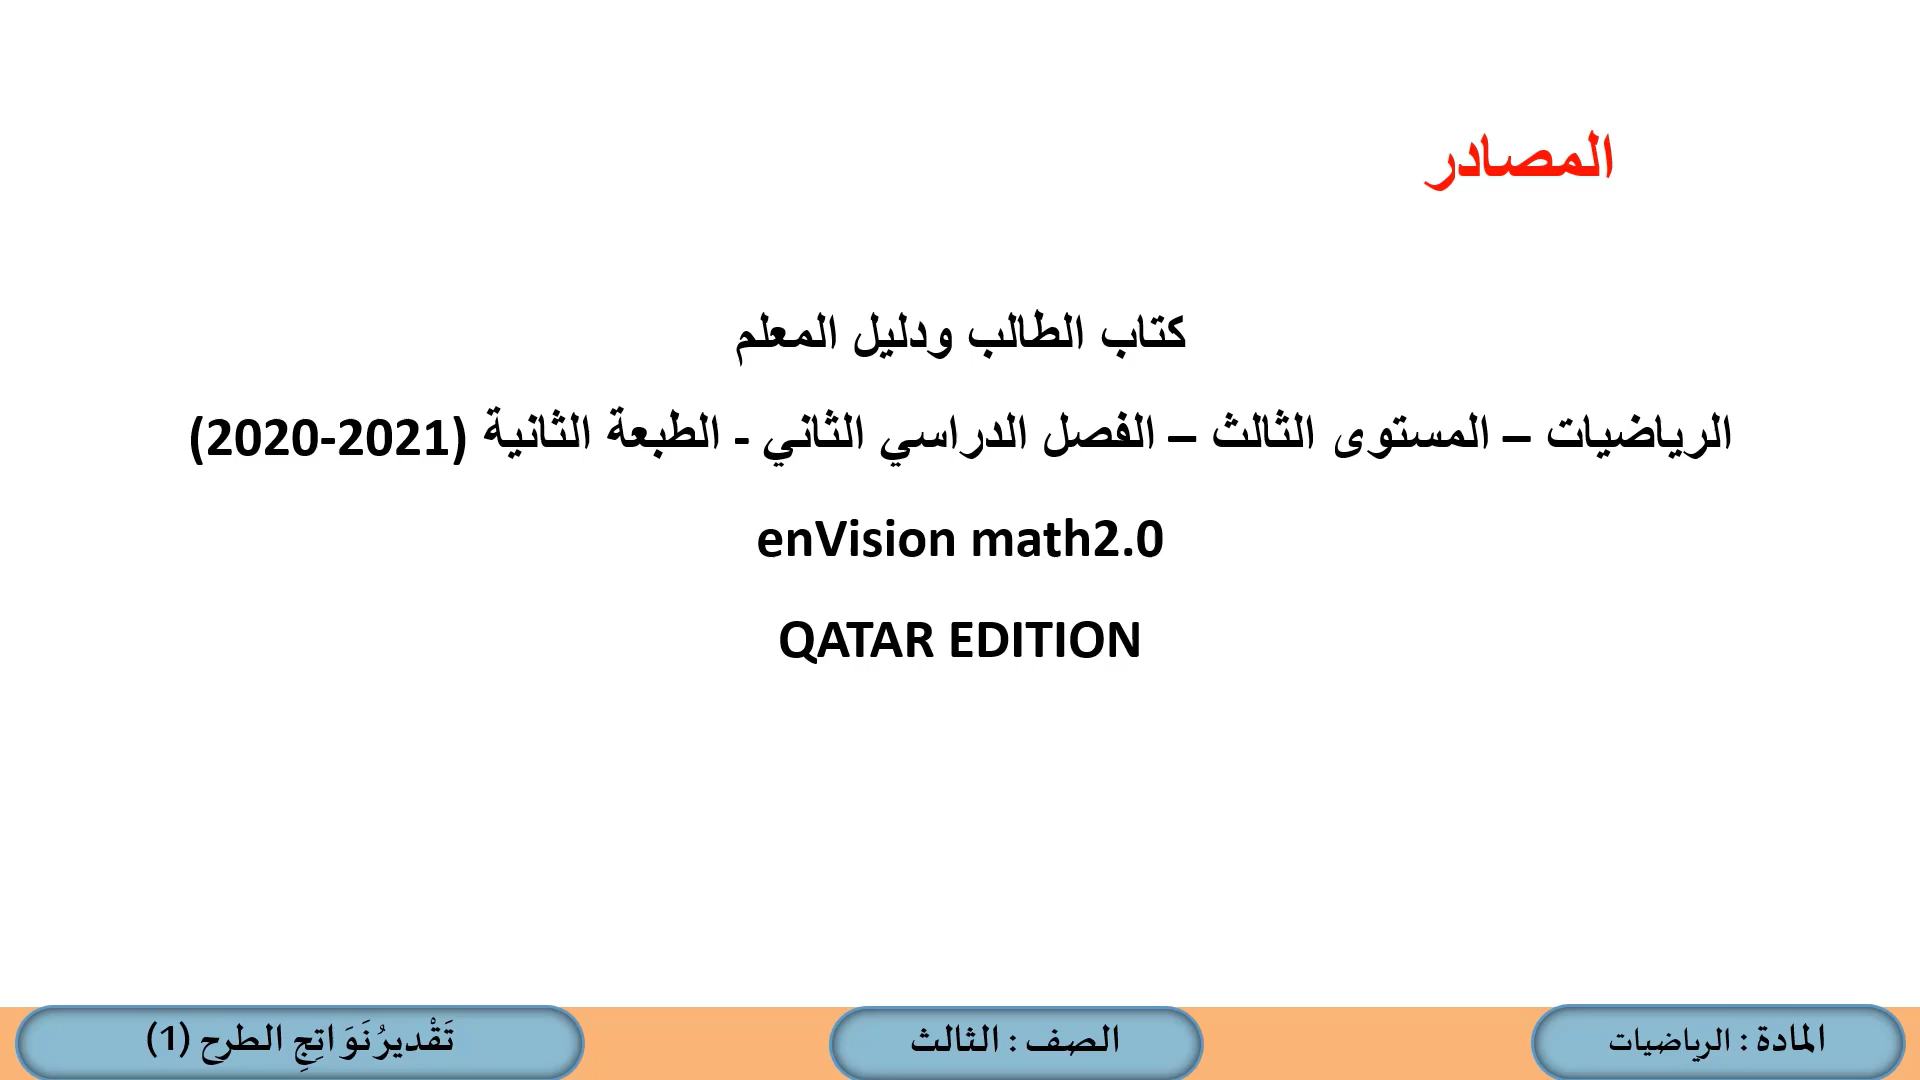 المصادر
كتاب الطالب ودليل المعلم
الرياضيات – المستوى الثالث – الفصل الدراسي الثاني - الطبعة الثانية (2021-2020)
enVision math2.0
QATAR EDITION
المادة : الرياضيات
الصف : الثالث
تَقْديرُ نَوَاتِجِ الطرح (1)